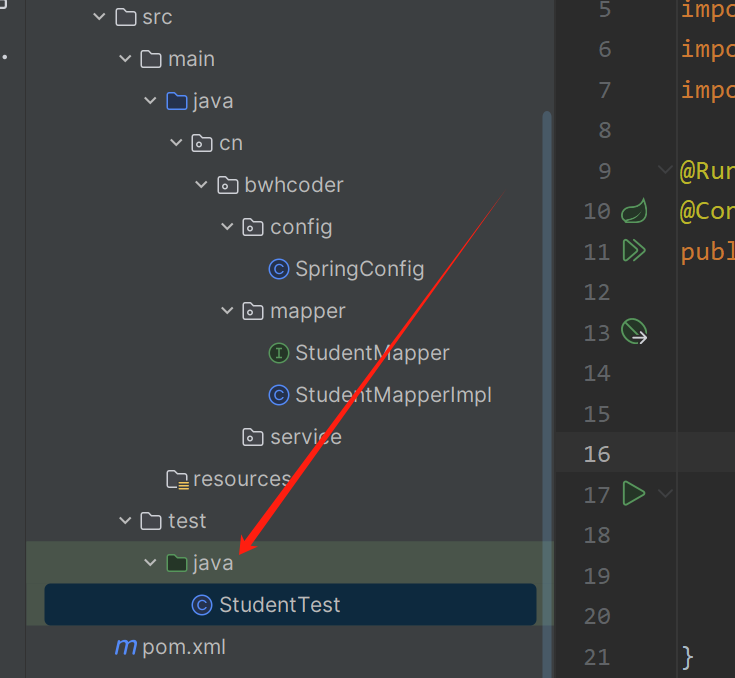 src
main
java
cn
bwhcoder
config
SpringConfig
mapper
StudentMapper
StudentMapperImpl
service
resources
test
java
StudentTest
m pom.xml
5 impo
6 impo
7 impo
8
9 @Run
10 @Con
11 publ
12
13
14
15
16
17
18
19
20
21 }